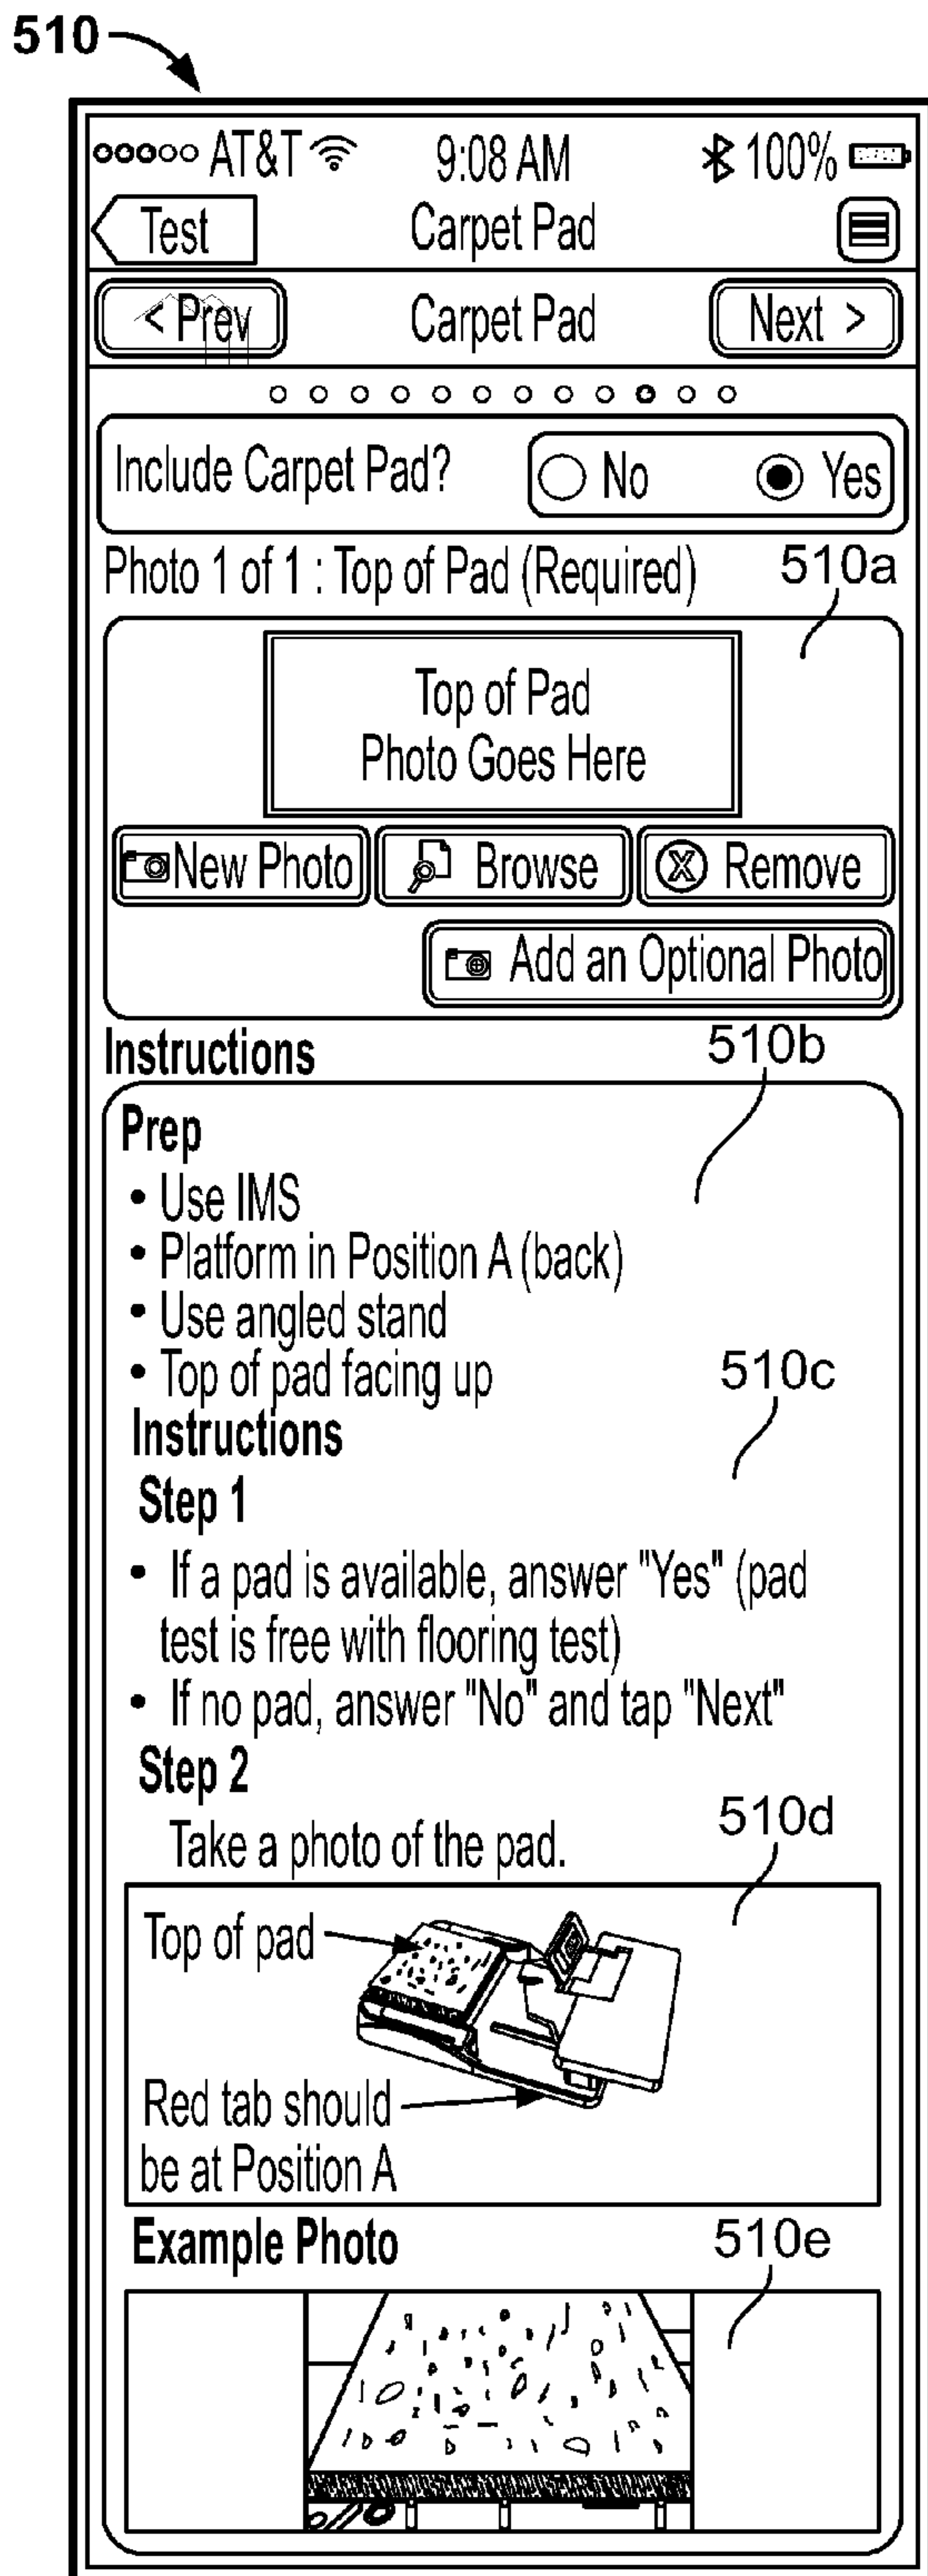 510
AT&T 9:08 AM 100%
Test Carpet Pad
< Prev Carpet Pad Next >
Include Carpet Pad? No Yes
Photo 1 of 1 : Top of Pad (Required) 510a
Top of Pad
Photo Goes Here
New Photo Browse X Remove
Add an Optional Photo
Instructions 510b
Prep
• Use IMS
• Platform in Position A (back)
• Use angled stand
• Top of pad facing up 510c
Instructions
Step 1
• If a pad is available, answer "Yes" (pad
test is free with flooring test)
• If no pad, answer "No" and tap "Next"
Step 2
Take a photo of the pad. 510d
Top of pad
Red tab should
be at Position A
Example Photo 510e